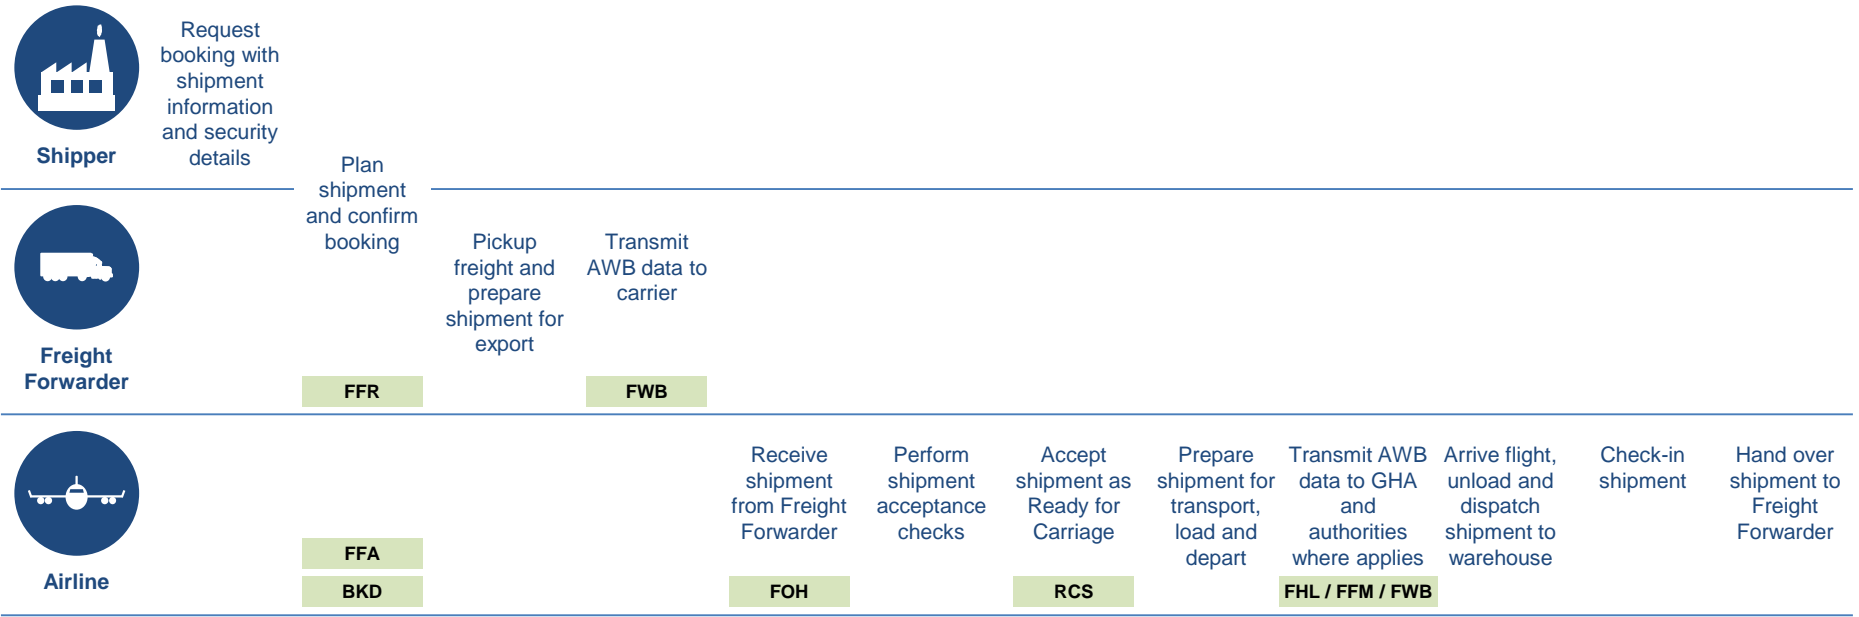 Shipper
Request
booking with
shipment
information
and security
details
Plan
shipment
and confirm
booking
Freight
Forwarder
Pickup
freight and
prepare
shipment for
export
Transmit
AWB data to
carrier
FFR
FWB
Airline
FFA
BKD
Receive
shipment
from Freight
Forwarder
FOH
Perform
shipment
acceptance
checks
Accept
shipment as
Ready for
Carriage
RCS
Prepare
shipment for
transport,
load and
depart
Transmit AWB
data to GHA
and
authorities
where applies
FHL / FFM / FWB
Arrive flight,
unload and
dispatch
shipment to
warehouse
Check-in
shipment
Hand over
shipment to
Freight
Forwarder